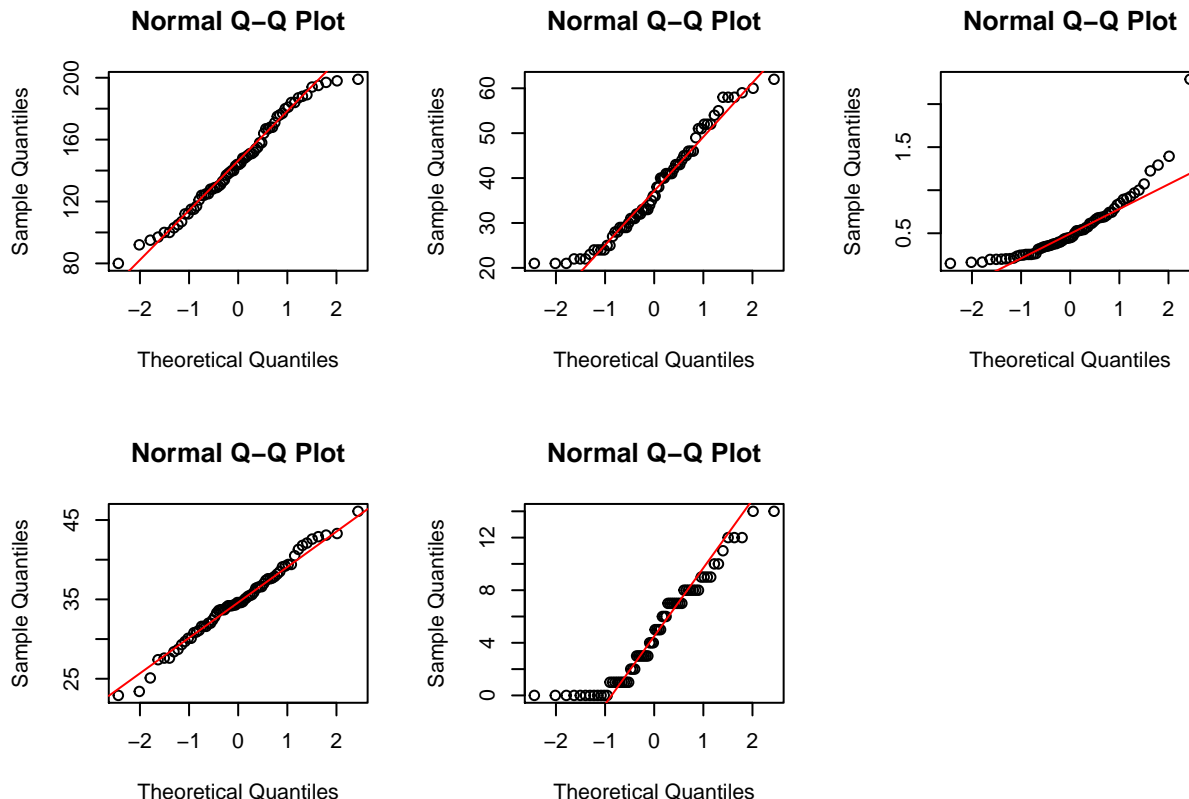 Normal Q−Q Plot
Sample Quantiles
200
160
120
80
−2 −1 0 1 2
Theoretical Quantiles
Normal Q−Q Plot
Sample Quantiles
60
50
40
30
20
−2 −1 0 1 2
Theoretical Quantiles
Normal Q−Q Plot
Sample Quantiles
1.5
0.5
−2 −1 0 1 2
Theoretical Quantiles
Normal Q−Q Plot
Sample Quantiles
45
35
25
−2 −1 0 1 2
Theoretical Quantiles
Normal Q−Q Plot
Sample Quantiles
12
8
4
0
−2 −1 0 1 2
Theoretical Quantiles